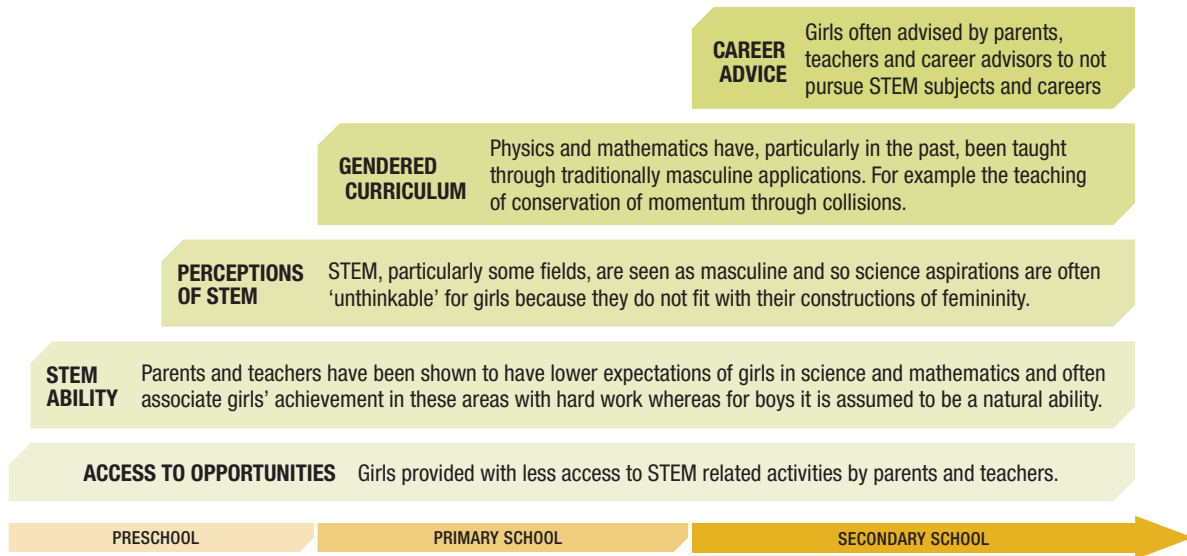 CAREER
ADVICE
Girls often advised by parents,
teachers and career advisors to not
pursue STEM subjects and careers
GENDERED
CURRICULUM
Physics and mathematics have, particularly in the past, been taught
through traditionally masculine applications. For example the teaching
of conservation of momentum through collisions.
PERCEPTIONS
OF STEM
STEM, particularly some fields, are seen as masculine and so science aspirations are often
‘unthinkable’ for girls because they do not fit with their constructions of femininity.
STEM
ABILITY
Parents and teachers have been shown to have lower expectations of girls in science and mathematics and often
associate girls’ achievement in these areas with hard work whereas for boys it is assumed to be a natural ability.
ACCESS TO OPPORTUNITIES Girls provided with less access to STEM related activities by parents and teachers.
PRESCHOOL PRIMARY SCHOOL SECONDARY SCHOOL